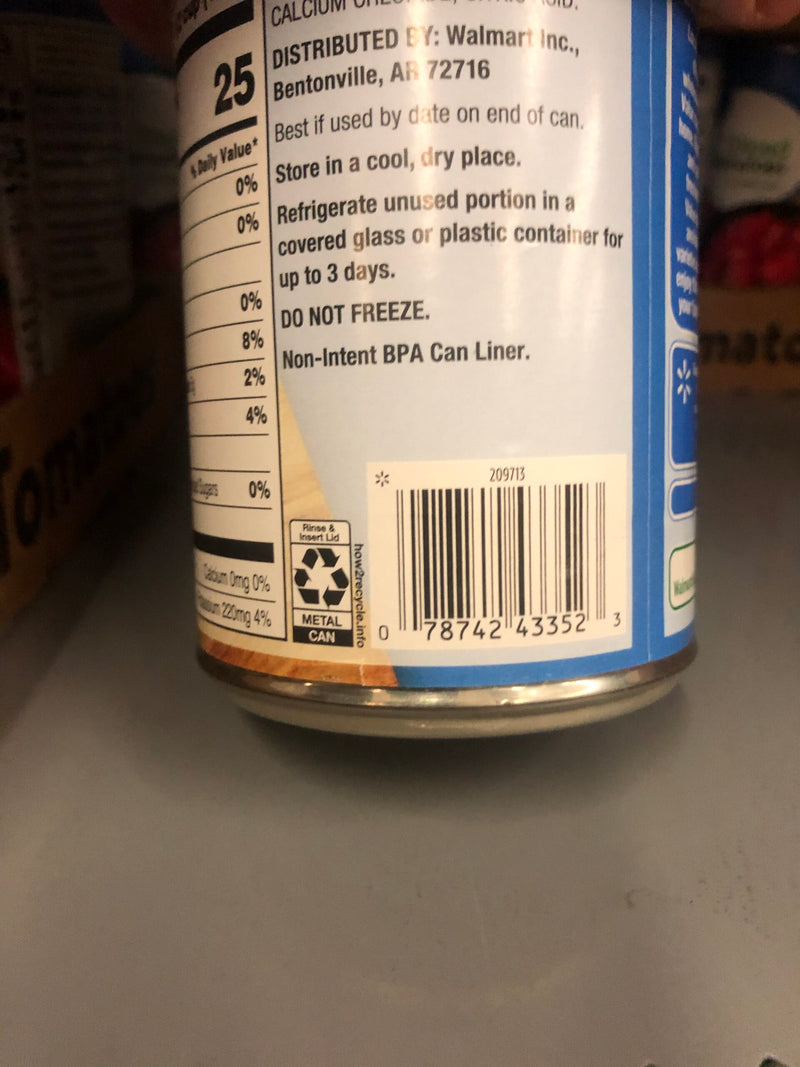 25
% Daily Value*
0%
0%
0%
8%
2%
4%
Sugars 0%
Calcium 0mg 0%
220mg 4%
CALCIUM
DISTRIBUTED BY: Walmart Inc.,
Bentonville, AR 72716
Best if used by date on end of can.
Store in a cool, dry place.
Refrigerate unused portion in a
covered glass or plastic container for
up to 3 days.
DO NOT FREEZE.
Non-Intent BPA Can Liner.
Rinse &
Insert Lid
METAL
CAN
how2recycle.info
209713
0 78742 43352 3